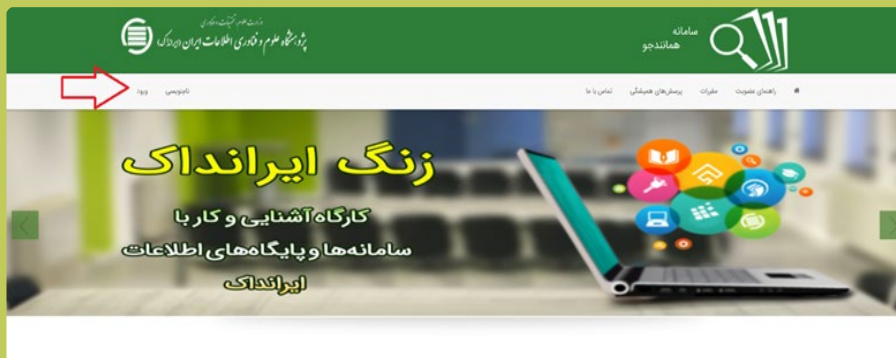 سامانه
همانندجو
وزارت علوم، تحقیقات و فناوری
پژوهشگاه علوم و فناوری اطلاعات ایران (ایرانداک)
راهنمای عضویت
مقررات
پرسش‌های همیشگی
تماس با ما
نام‌نویسی
ورود
زنگ ایرانداک
کارگاه آشنایی و کار با
سامانه‌ها و پایگاه‌های اطلاعات
ایرانداک